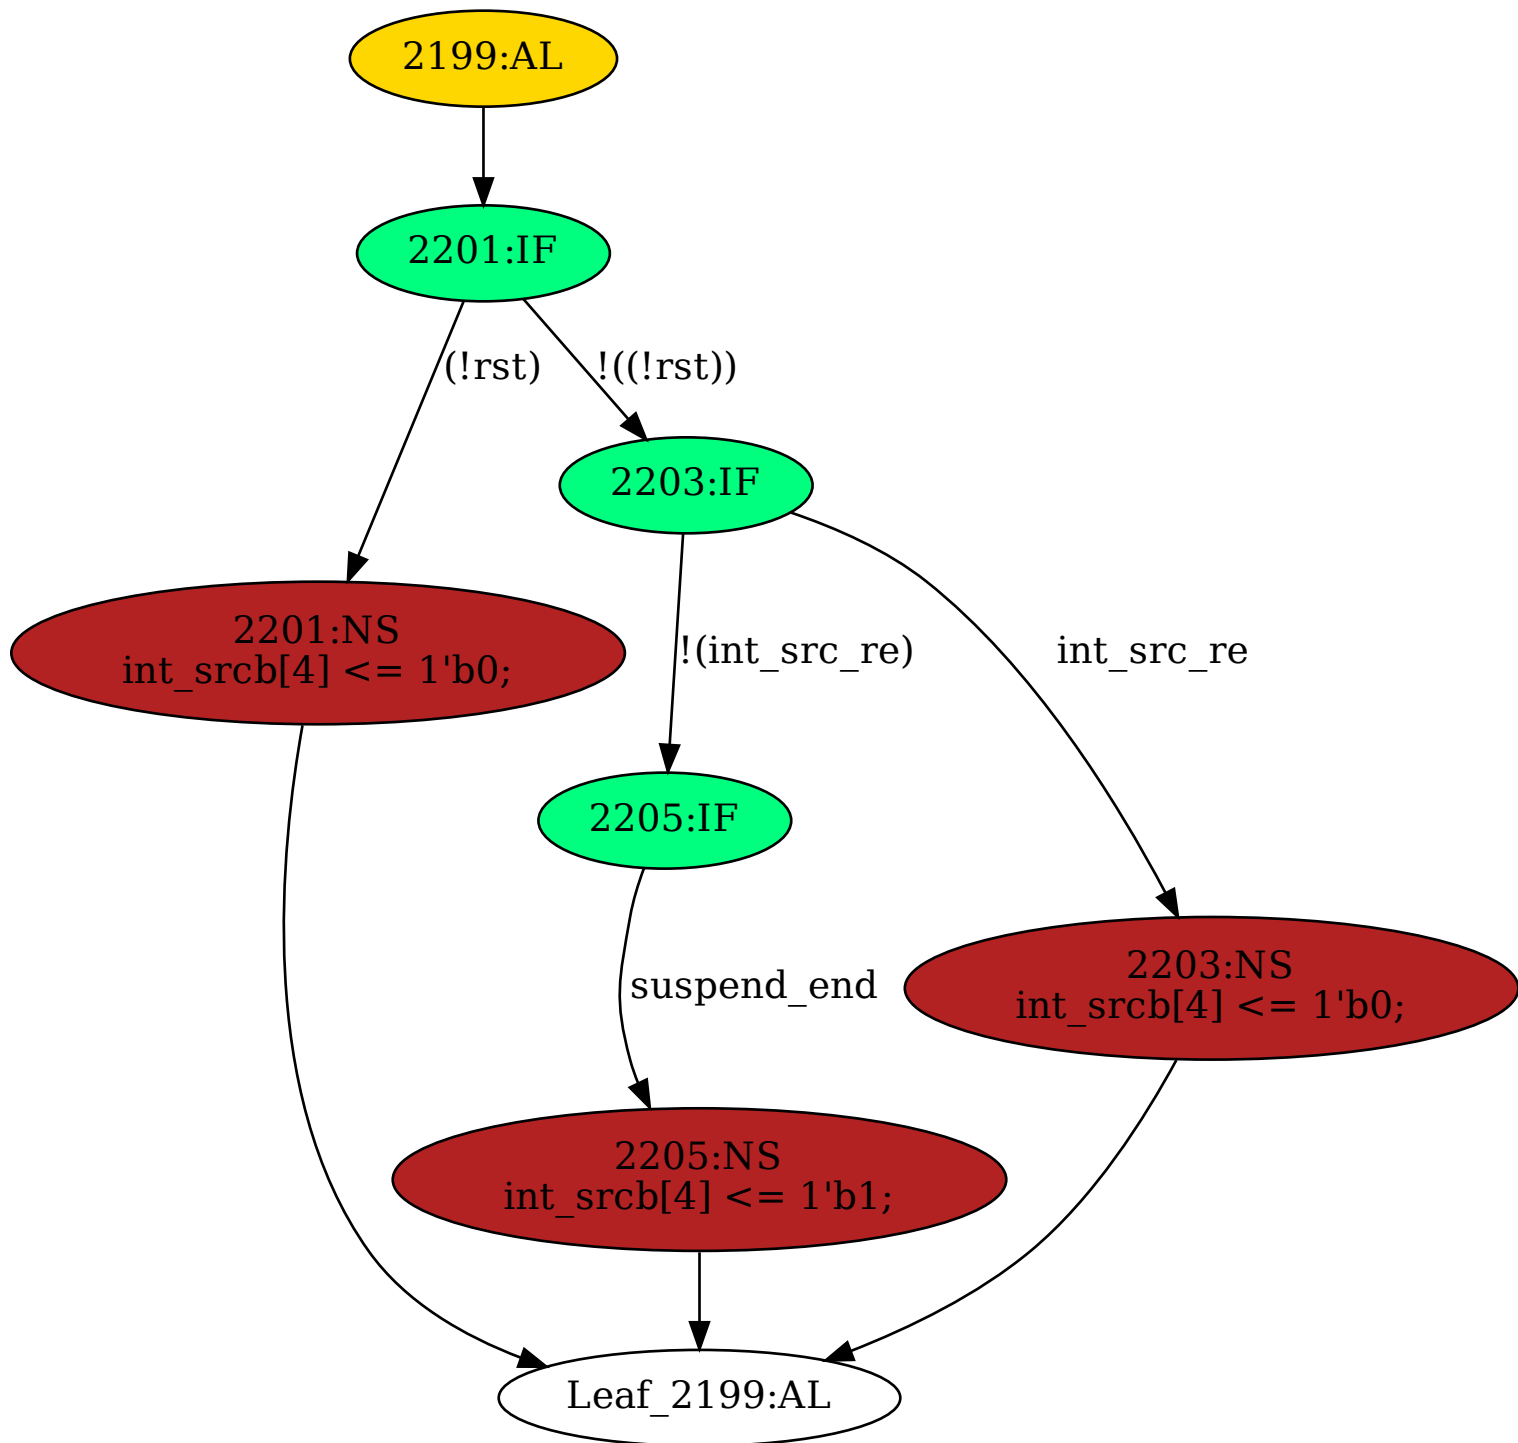 2199:AL
2201:IF
(!rst)
!((!rst))
2203:IF
2201:NS
int_srcb[4] <= 1'b0;
!(int_src_re)
int_src_re
2205:IF
suspend_end
2203:NS
int_srcb[4] <= 1'b0;
2205:NS
int_srcb[4] <= 1'b1;
Leaf_2199:AL